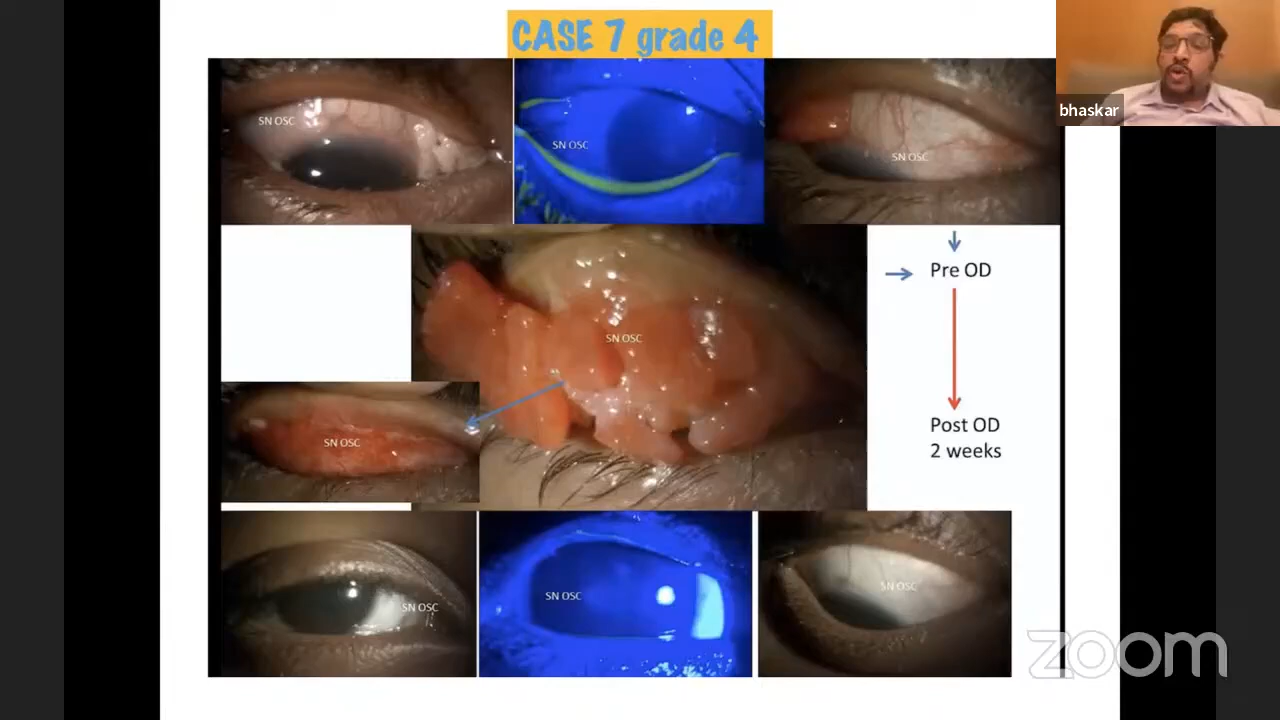 CASE 7 grade 4
bhaskar
SN OSC
SN OSC
SN OSC
Pre OD
SN OSC
Post OD
2 weeks
SN OSC
SN OSC
SN OSC
SN OSC
zoom